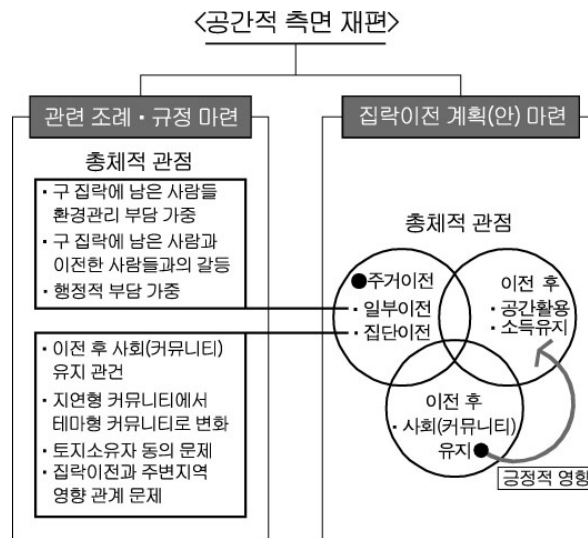 <공간적 측면 재편>
관련 조례・규정 마련
총체적 관점
・구 집락에 남은 사람들
환경관리 부담 가중
・구 집락에 남은 사람과
이전한 사람들과의 갈등
・행정적 부담 가중
・이전 후 사회(커뮤니티)
유지 관건
・지연형 커뮤니티에서
테마형 커뮤니티로 변화
・토지소유자 동의 문제
・집락이전과 주변지역
영향 관계 문제
집락이전 계획(안) 마련
총체적 관점
●주거이전
・일부이전
・집단이전
이전 후
・공간활용
・소득유지
이전 후
・사회(커뮤니티)
유지●
긍정적 영향